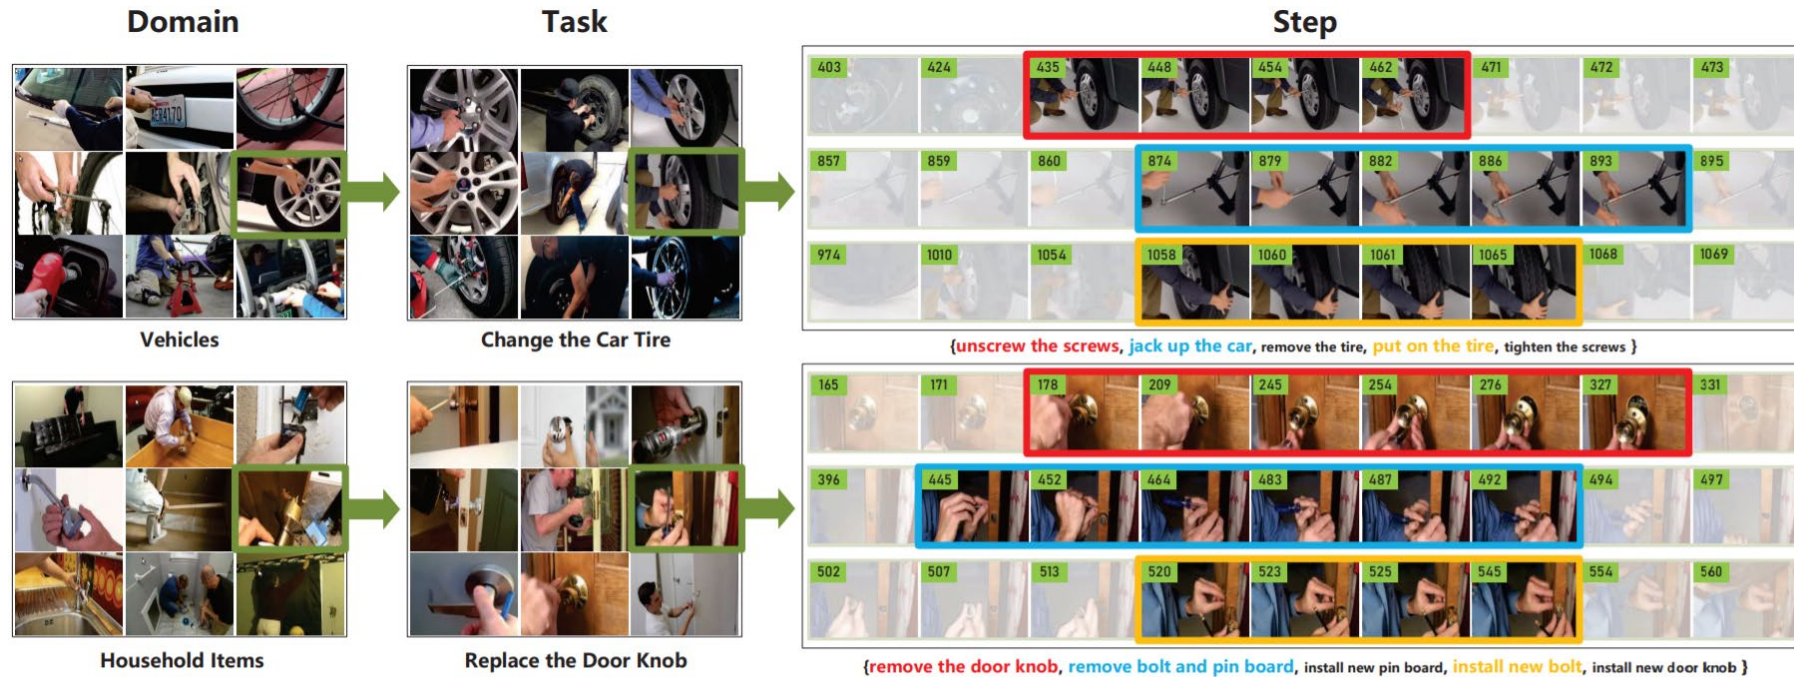 Domain
Task
Step
403 424 435 448 454 462 471 472 473
857 859 860 874 879 882 886 893 895
974 1010 1054 1058 1060 1061 1065 1068 1069
Vehicles
Change the Car Tire
{unscrew the screws, jack up the car, remove the tire, put on the tire, tighten the screws }
165 171 178 209 245 254 276 327 331
396 445 452 464 483 487 492 494 497
502 507 513 520 523 525 545 554 560
Household Items
Replace the Door Knob
{remove the door knob, remove bolt and pin board, install new pin board, install new bolt, install new door knob }